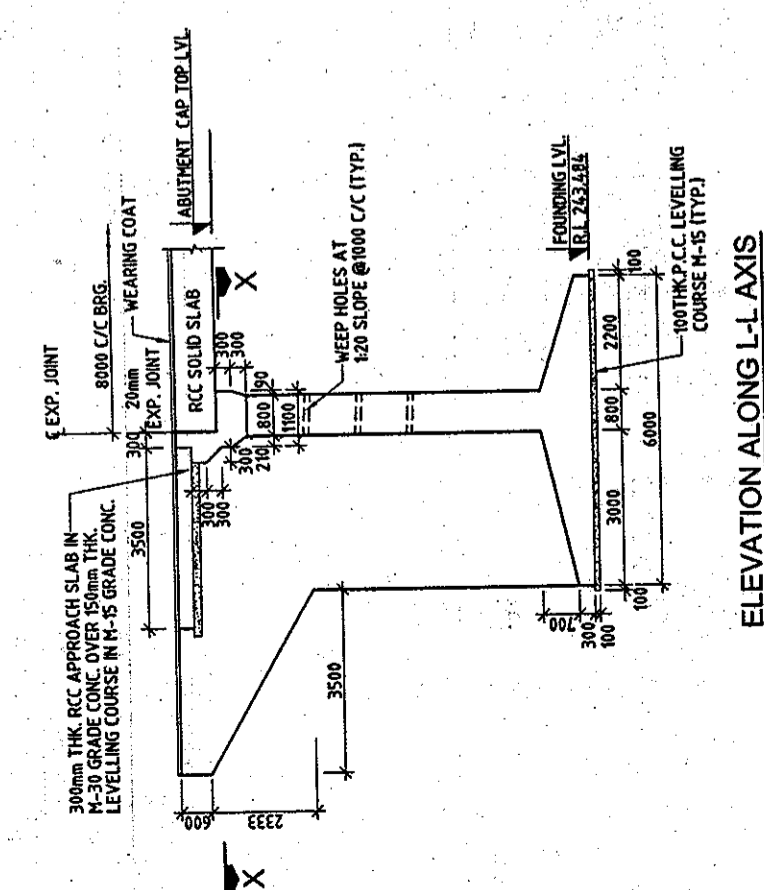 ₵ EXP. JOINT
8000 C/C BRG.
20mm
EXP. JOINT
WEARING COAT
ABUTMENT CAP TOP LVL.
300mm THK. RCC APPROACH SLAB IN
M-30 GRADE CONC. OVER 150mm THK.
LEVELLING COURSE IN M-15 GRADE CONC.
3500
300
RCC SOLID SLAB
X
300
300
300
300
300
210
90
800
1100
WEEP HOLES AT
1:20 SLOPE @1000 C/C (TYP.)
600
2333
X
3500
FOUNDING LVL.
R.L 243.484
700
300
100
100
3000
800
2200
100
6000
100THK.P.C.C. LEVELLING
COURSE M-15 (TYP.)
ELEVATION ALONG L-L AXIS